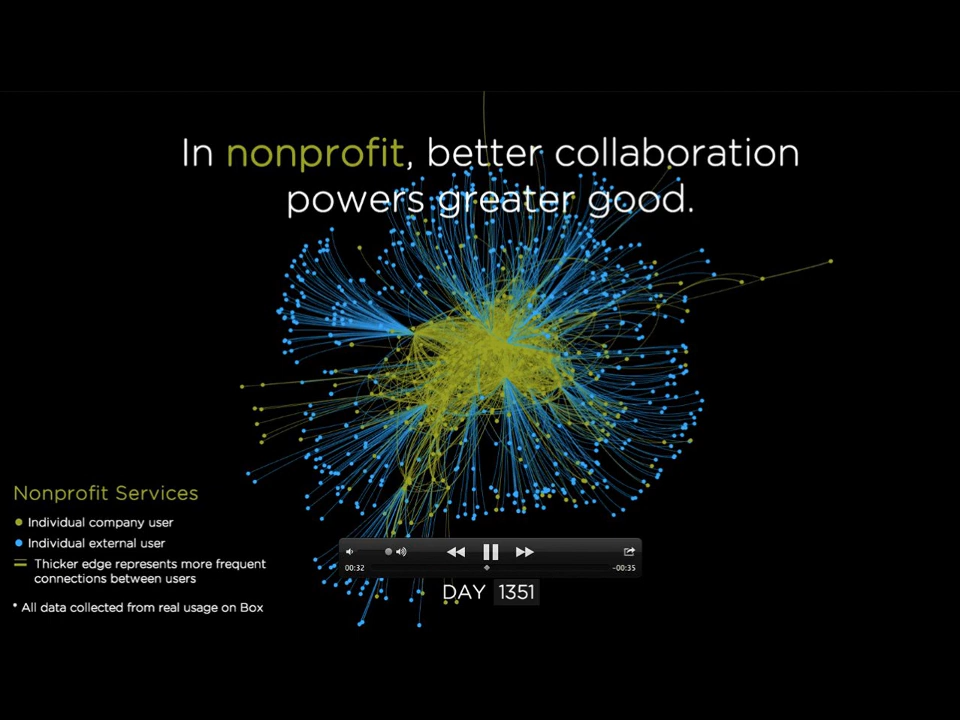 In nonprofit, better collaboration
powers greater good.
Nonprofit Services
Individual company user
Individual external user
Thicker edge represents more frequent
connections between users
* All data collected from real usage on Box
00:32
-00:35
DAY 1351